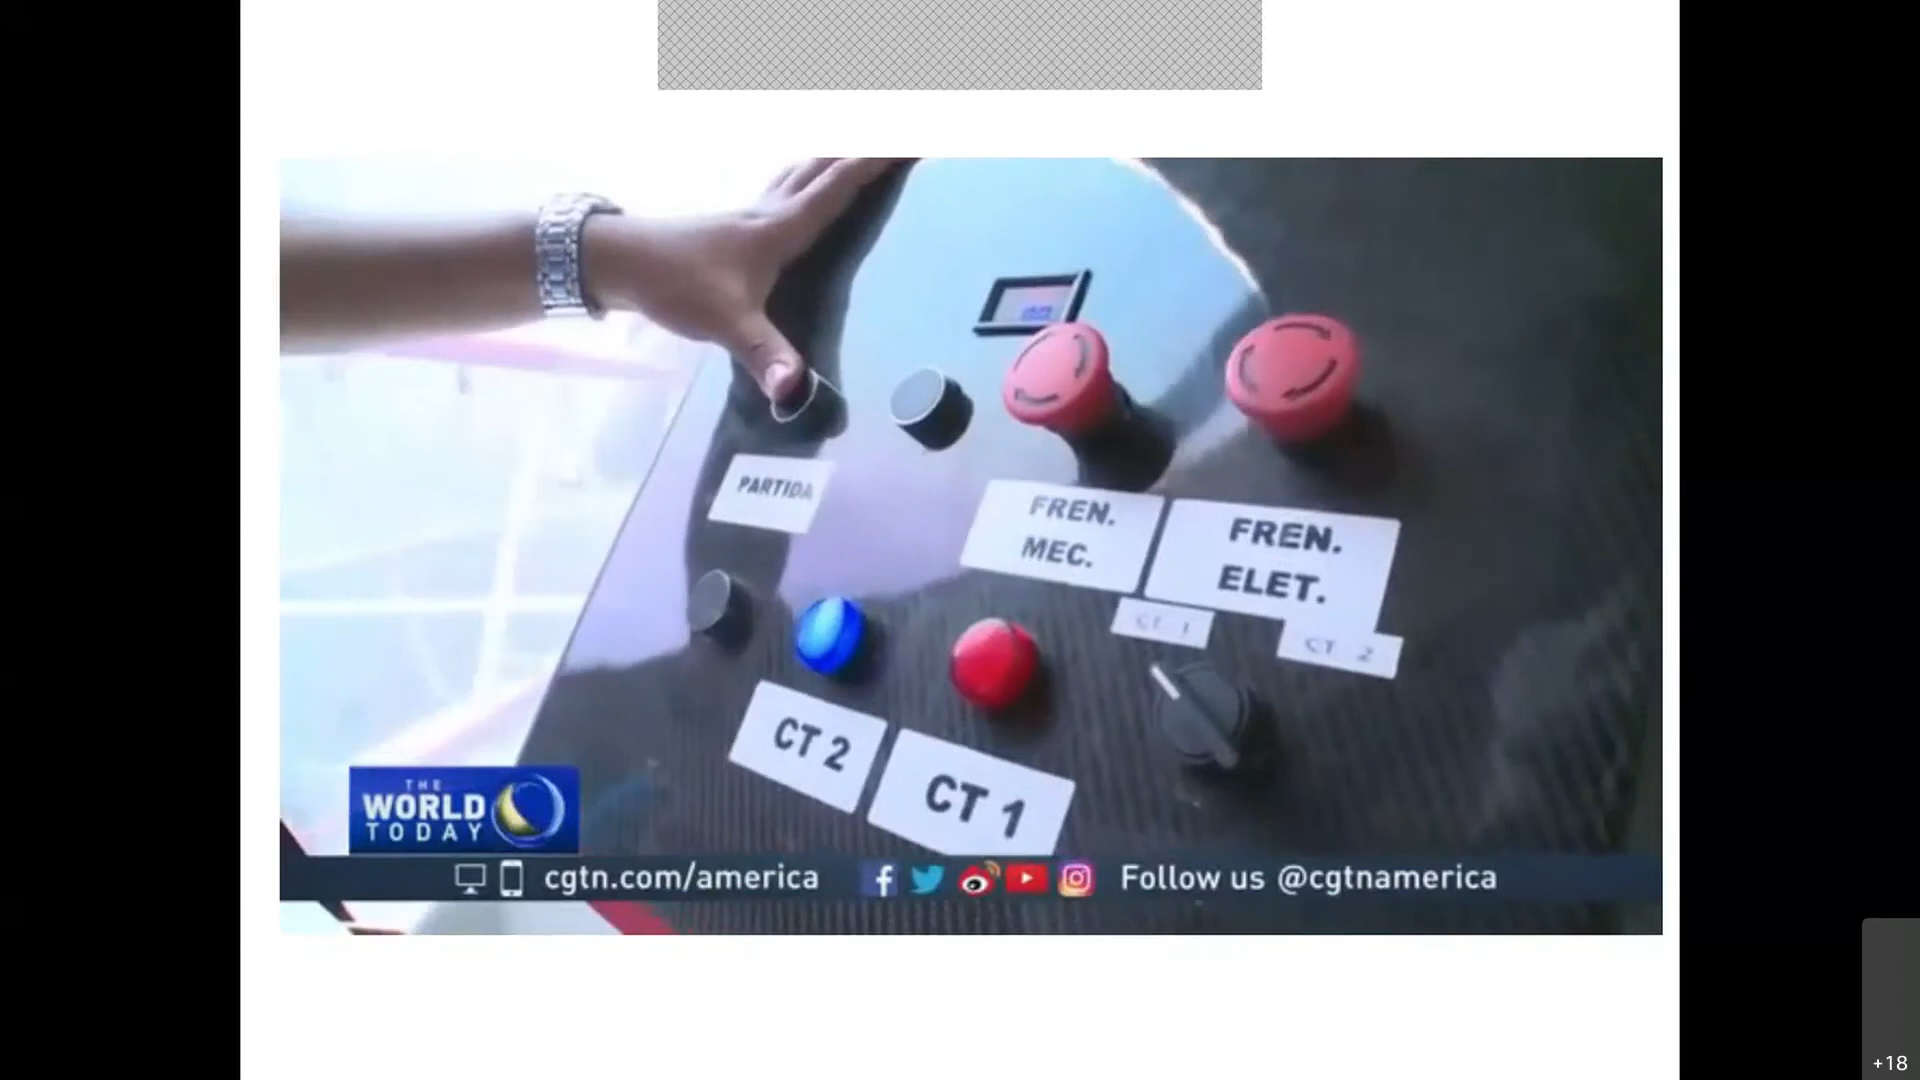 PARTIDA
FREN.
MEC.
FREN.
ELET.
CT 1
CT 2
CT 2
CT 1
THE
WORLD
TODAY
cgtn.com/america
Follow us @cgtnamerica
+18